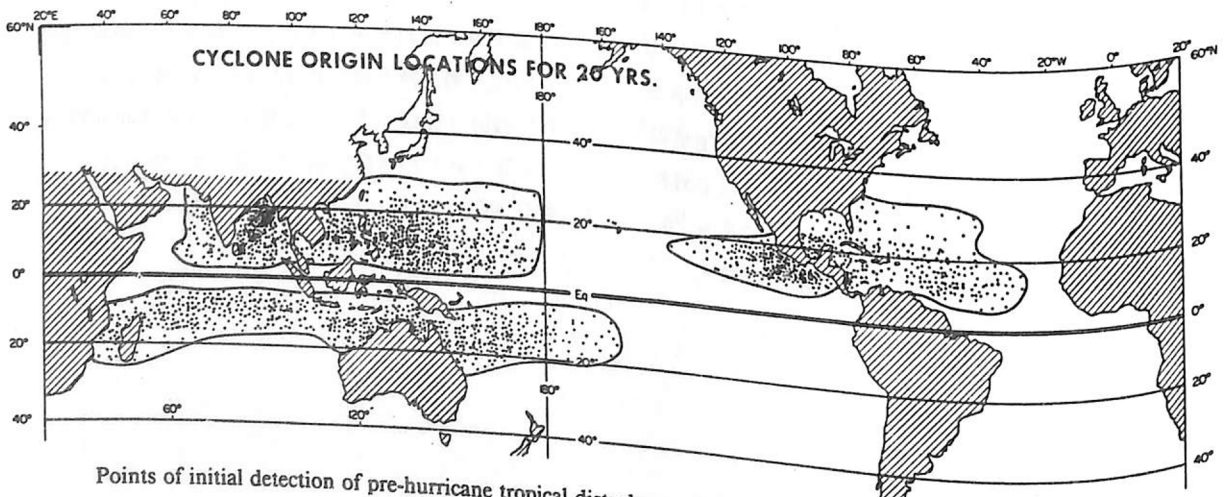 60°N 20°E 40° 60° 80° 100° 120° 140° 160° 180° 160° 140° 120° 100° 80° 60° 40° 20°W 0° 20° 60°N
CYCLONE ORIGIN LOCATIONS FOR 20 YRS.
180°
40° 40° 40° 40°
20° 20° 20° 20°
0° Eq 0°
20° 20° 20°
60° 120° 180°
40° 40° 40°
Points of initial detection of pre-hurricane tropical